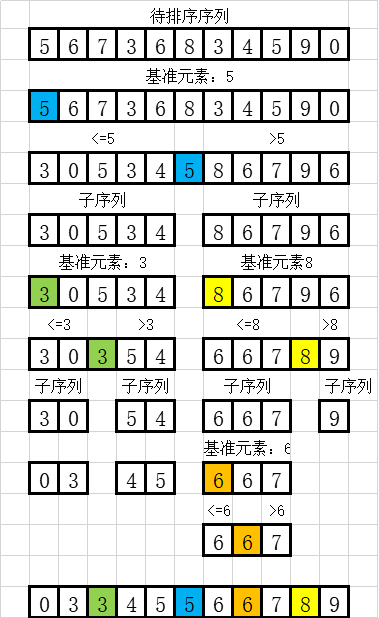 待排序序列
5 6 7 3 6 8 3 4 5 9 0
基准元素：5
5 6 7 3 6 8 3 4 5 9 0
<=5 >5
3 0 5 3 4 5 8 6 7 9 6
子序列 子序列
3 0 5 3 4 8 6 7 9 6
基准元素：3 基准元素8
3 0 5 3 4 8 6 7 9 6
<=3 >3 <=8 >8
3 0 3 5 4 6 6 7 8 9
子序列 子序列 子序列 子序列
3 0 5 4 6 6 7 9
基准元素：6
0 3 4 5 6 6 7
<=6 >6
6 6 7
0 3 3 4 5 5 6 6 7 8 9